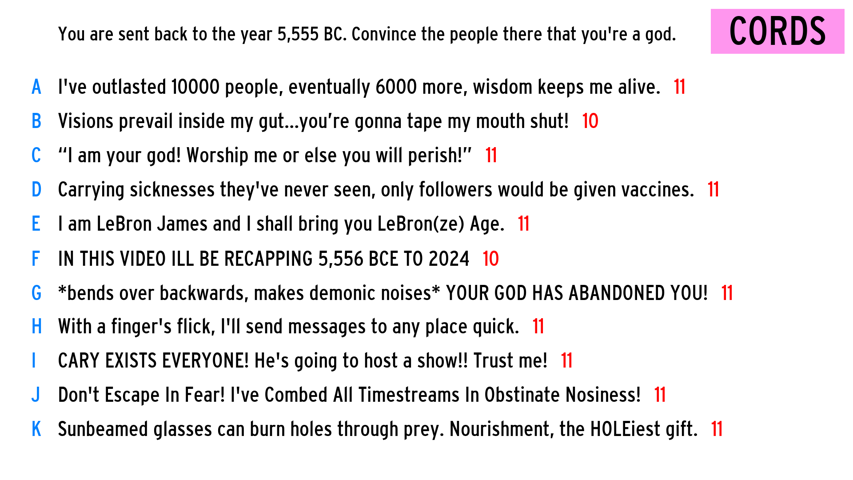 You are sent back to the year 5,555 BC. Convince the people there that you're a god.
CORDS
A I've outlasted 10000 people, eventually 6000 more, wisdom keeps me alive. 11
B Visions prevail inside my gut...you’re gonna tape my mouth shut! 10
C “I am your god! Worship me or else you will perish!” 11
D Carrying sicknesses they've never seen, only followers would be given vaccines. 11
E I am LeBron James and I shall bring you LeBron(ze) Age. 11
F IN THIS VIDEO ILL BE RECAPPING 5,556 BCE TO 2024 10
G *bends over backwards, makes demonic noises* YOUR GOD HAS ABANDONED YOU! 11
H With a finger's flick, I'll send messages to any place quick. 11
I CARY EXISTS EVERYONE! He's going to host a show!! Trust me! 11
J Don't Escape In Fear! I've Combed All Timestreams In Obstinate Nosiness! 11
K Sunbeamed glasses can burn holes through prey. Nourishment, the HOLEiest gift. 11